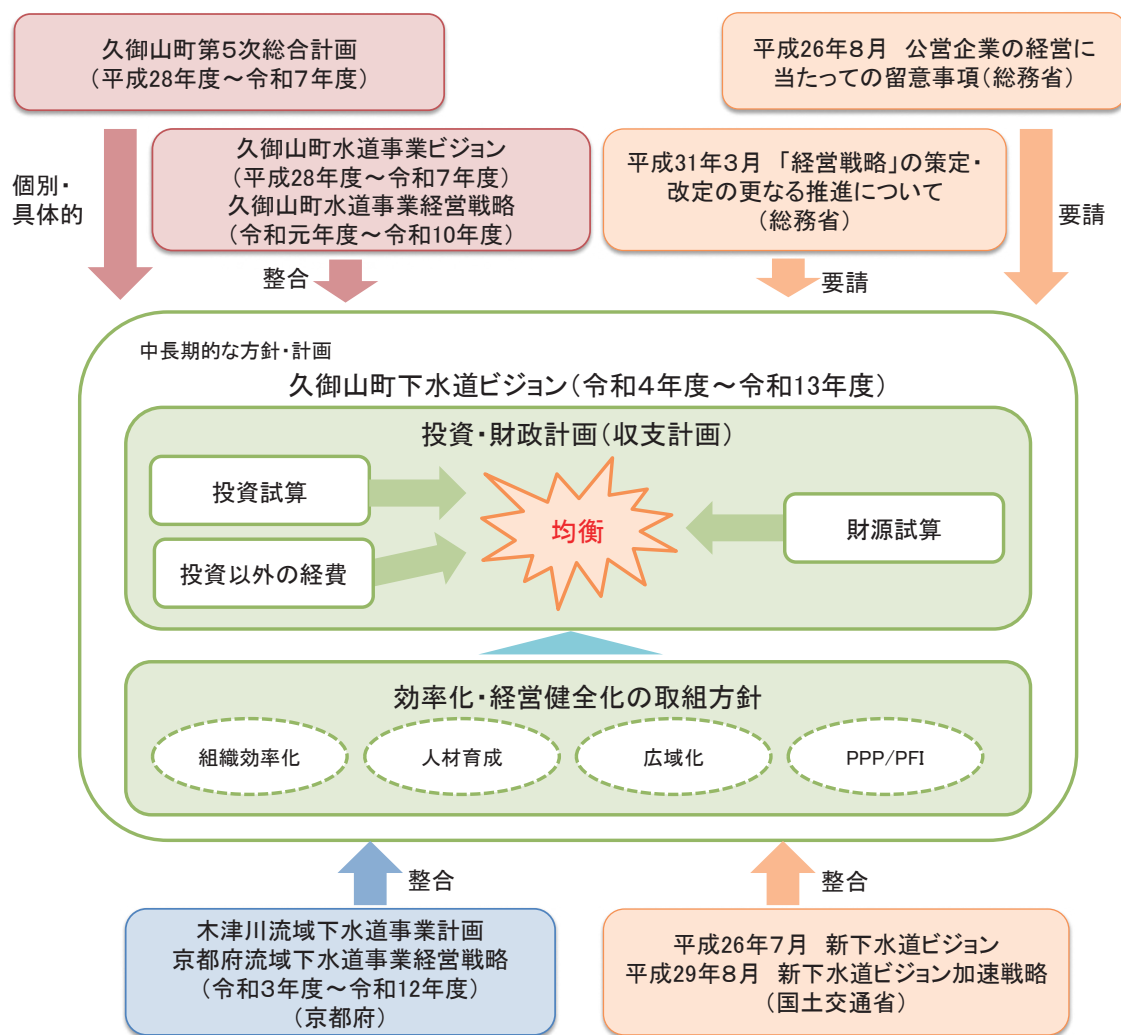 久御山町第5次総合計画
（平成28年度～令和7年度）
平成26年8月　公営企業の経営に
当たっての留意事項（総務省）
個別・
具体的
久御山町水道事業ビジョン
（平成28年度～令和7年度）
久御山町水道事業経営戦略
（令和元年度～令和10年度）
平成31年3月　「経営戦略」の策定・
改定の更なる推進について
（総務省）
要請
整合
要請
中長期的な方針・計画
久御山町下水道ビジョン（令和4年度～令和13年度）
投資・財政計画（収支計画）
投資試算
均衡
財源試算
投資以外の経費
効率化・経営健全化の取組方針
組織効率化
人材育成
広域化
PPP/PFI
整合
整合
木津川流域下水道事業計画
京都府流域下水道事業経営戦略
（令和3年度～令和12年度）
（京都府）
平成26年7月　新下水道ビジョン
平成29年8月　新下水道ビジョン加速戦略
（国土交通省）